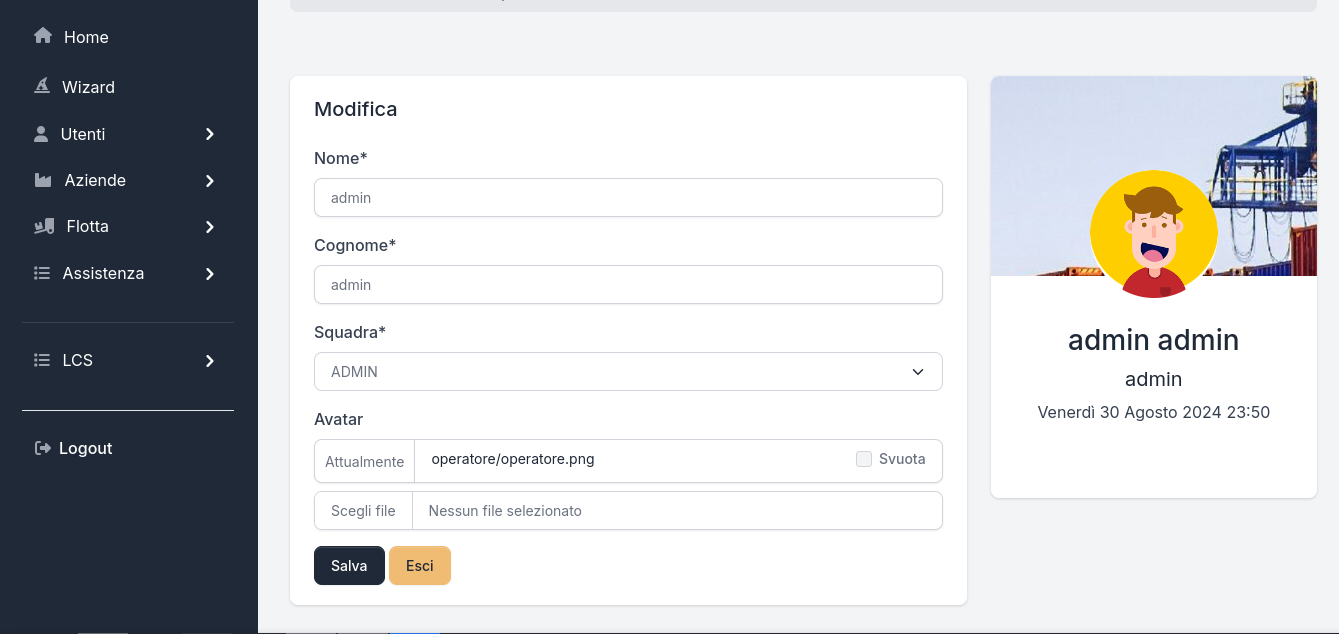 Home
Wizard
Utenti
Aziende
Flotta
Assistenza
LCS
Logout
Modifica
Nome*
admin
Cognome*
admin
Squadra*
ADMIN
Avatar
Attualmente operatore/operatore.png Svuota
Scegli file Nessun file selezionato
Salva Esci
admin admin
admin
Venerdì 30 Agosto 2024 23:50